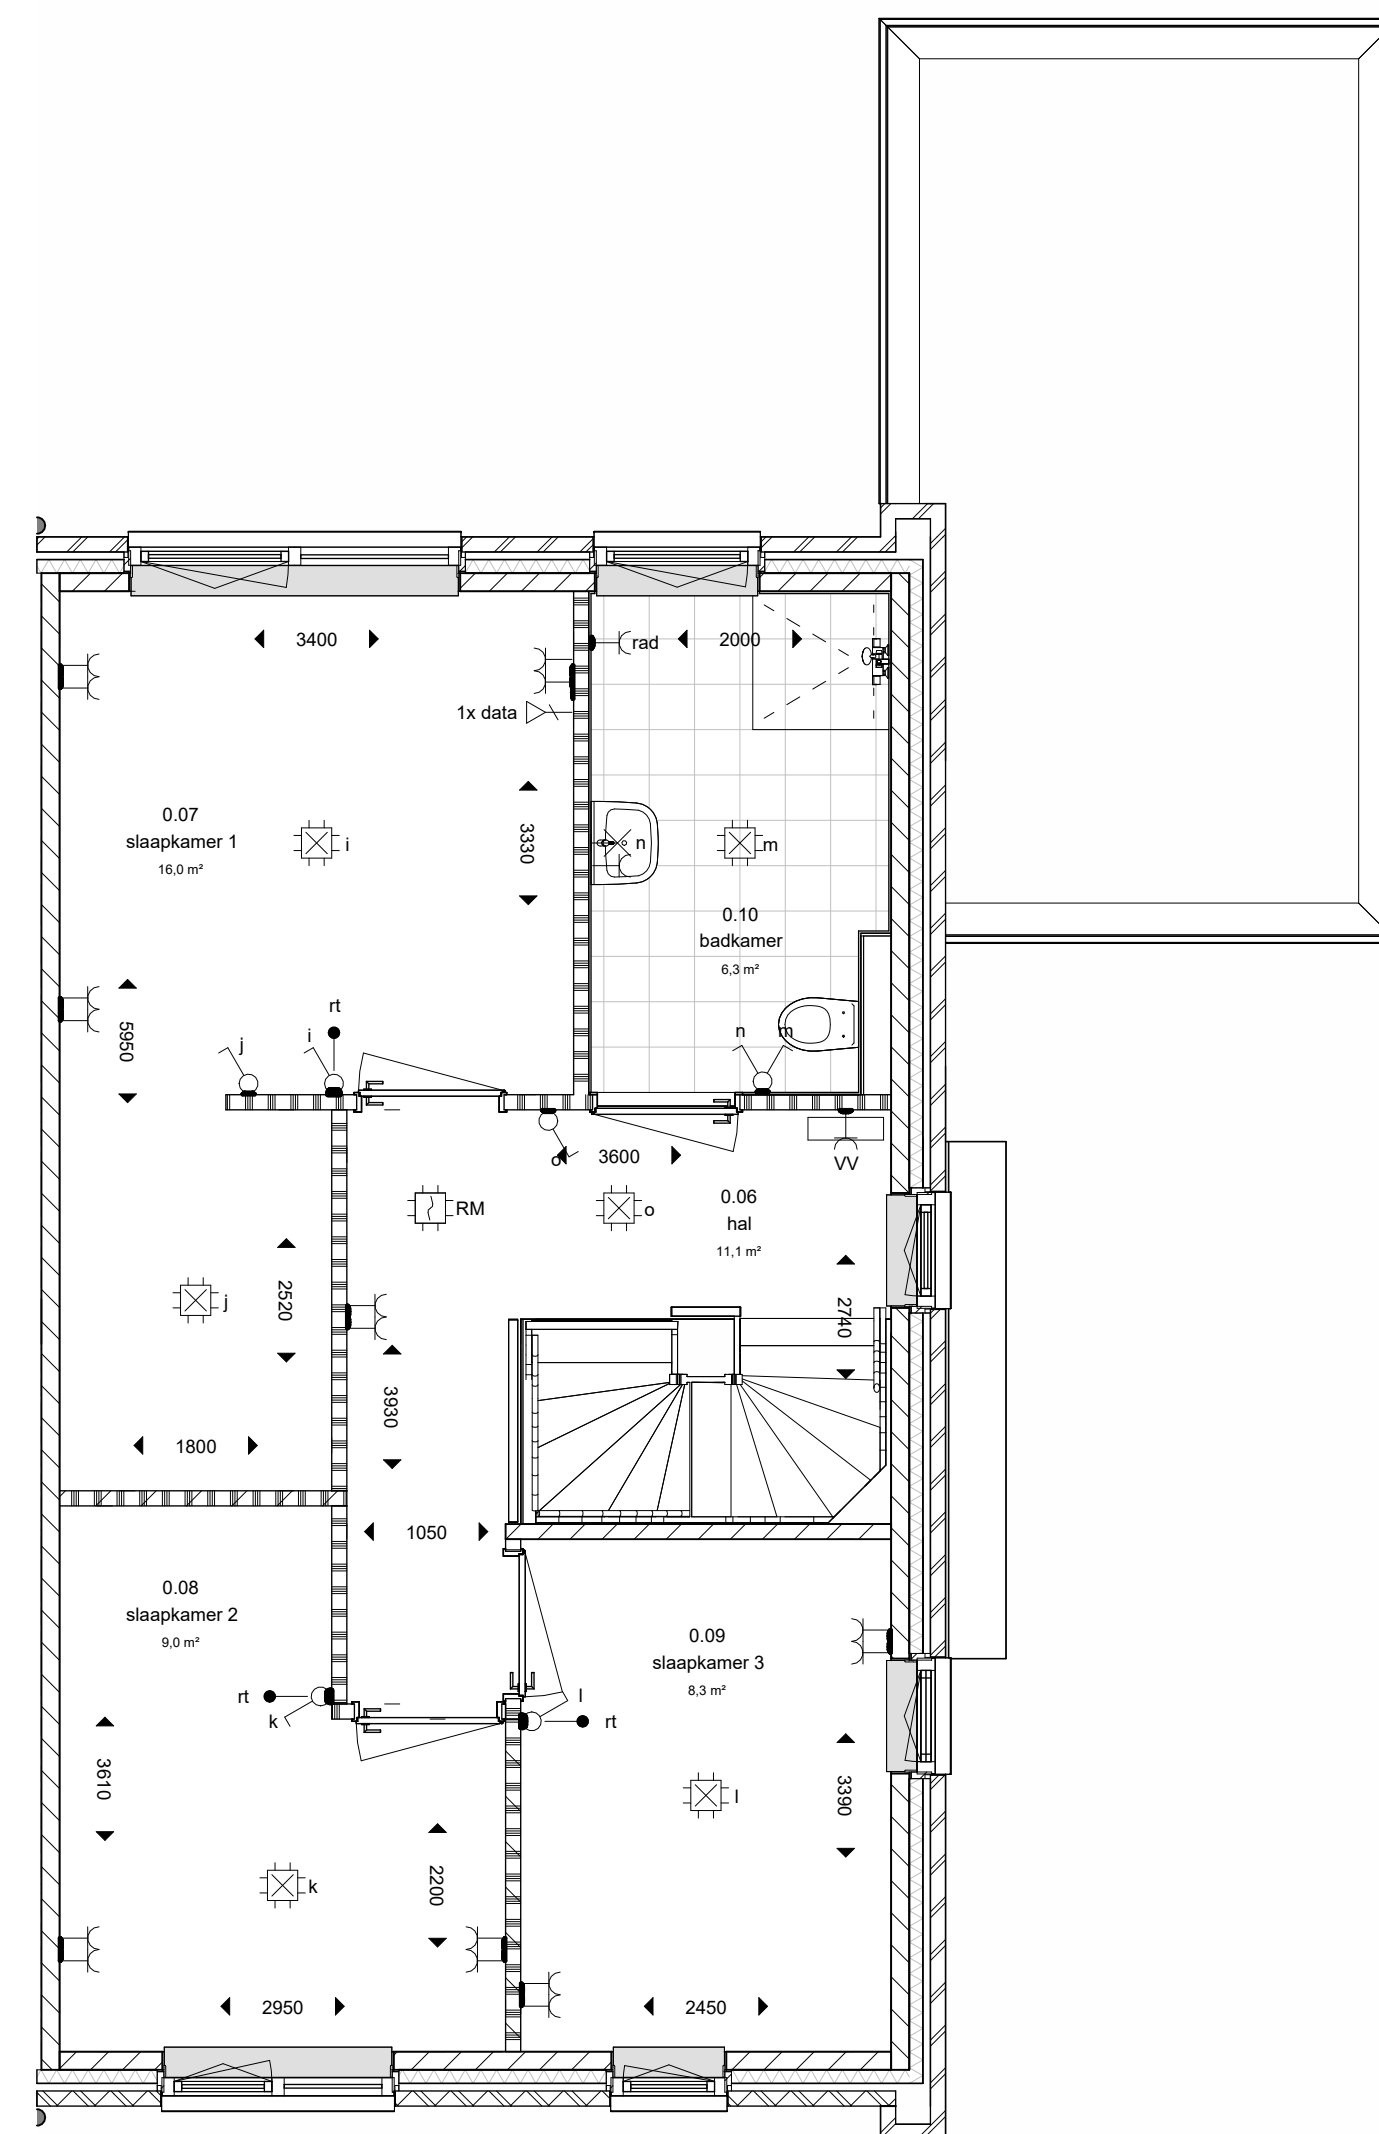 3400
rad
2000
1x data
0.07
slaapkamer 1
16,0 m²
i
3330
n
m
0.10
badkamer
6,3 m²
5950
j
i
rt
n
m
o
3600
VV
RM
o
0.06
hal
11,1 m²
j
2520
2740
3930
1800
1050
0.08
slaapkamer 2
9,0 m²
0.09
slaapkamer 3
8,3 m²
rt
k
l
rt
3610
l
3390
k
2200
2950
2450